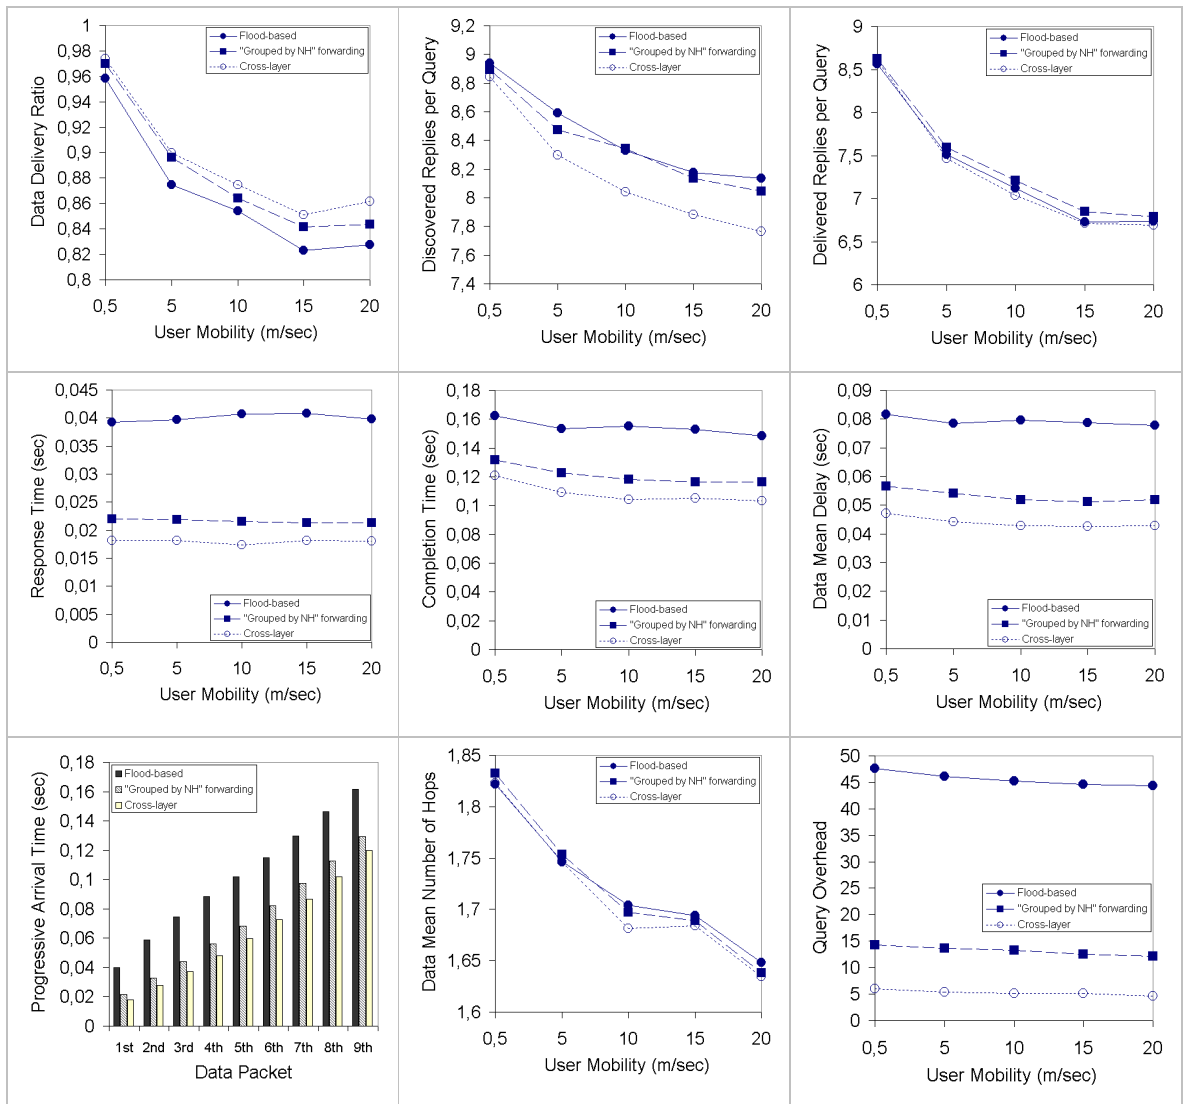 1
0,98
0,96
0,94
0,92
0,9
0,88
0,86
0,84
0,82
0,8
Data Delivery Ratio
Flood-based
"Grouped by NH" forwarding
Cross-layer
0,5 5 10 15 20
User Mobility (m/sec)
9,2
9
8,8
8,6
8,4
8,2
8
7,8
7,6
7,4
Discovered Replies per Query
Flood-based
"Grouped by NH" forwarding
Cross-layer
0,5 5 10 15 20
User Mobility (m/sec)
9
8,5
8
7,5
7
6,5
6
Delivered Replies per Query
Flood-based
"Grouped by NH" forwarding
Cross-layer
0,5 5 10 15 20
User Mobility (m/sec)
0,045
0,04
0,035
0,03
0,025
0,02
0,015
0,01
0,005
0
Response Time (sec)
Flood-based
"Grouped by NH" forwarding
Cross-layer
0,5 5 10 15 20
User Mobility (m/sec)
0,18
0,16
0,14
0,12
0,1
0,08
0,06
0,04
0,02
0
Completion Time (sec)
Flood-based
"Grouped by NH" forwarding
Cross-layer
0,5 5 10 15 20
User Mobility (m/sec)
0,09
0,08
0,07
0,06
0,05
0,04
0,03
0,02
0,01
0
Data Mean Delay (sec)
Flood-based
"Grouped by NH" forwarding
Cross-layer
0,5 5 10 15 20
User Mobility (m/sec)
0,18
0,16
0,14
0,12
0,1
0,08
0,06
0,04
0,02
0
Progressive Arrival Time (sec)
Flood-based
"Grouped by NH" forwarding
Cross-layer
1st 2nd 3rd 4th 5th 6th 7th 8th 9th
Data Packet
1,85
1,8
1,75
1,7
1,65
1,6
Data Mean Number of Hops
Flood-based
"Grouped by NH" forwarding
Cross-layer
0,5 5 10 15 20
User Mobility (m/sec)
50
45
40
35
30
25
20
15
10
5
0
Query Overhead
Flood-based
"Grouped by NH" forwarding
Cross-layer
0,5 5 10 15 20
User Mobility (m/sec)